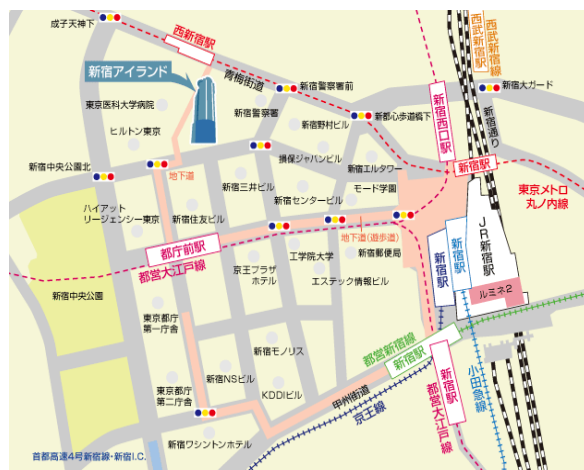 成子天神下
西新宿駅
青梅街道
西武新宿線
西武新宿駅
新宿アイランド
新宿警察署前
新宿大ガード
東京医科大学病院
新宿警察署
新都心歩道橋下
新宿西口駅
新宿通り
ヒルトン東京
新宿野村ビル
損保ジャパンビル
新宿エルタワー
新宿駅
新宿中央公園北
地下道
新宿三井ビル
モード学園
東京メトロ
丸ノ内線
新宿センタービル
ハイアット
リージェンシー東京
新宿住友ビル
地下道(遊歩道)
新宿郵便局
JR新宿駅
新宿駅
新宿駅
都庁前駅
都営大江戸線
工学院大学
京王プラザ
ホテル
エステック情報ビル
ルミネ2
新宿中央公園
東京都庁
第一庁舎
都営新宿線
新宿駅
新宿モノリス
新宿駅
都営大江戸線
小田急線
東京都庁
第二庁舎
新宿NSビル
KDDIビル
甲州街道
京王線
新宿ワシントンホテル
首都高速4号新宿線・新宿I.C.